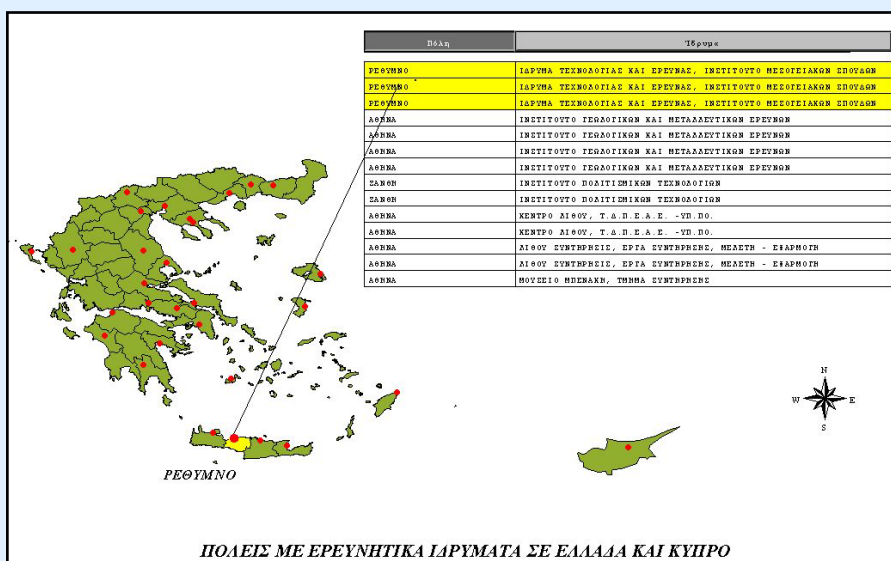 Πόλη Ίδρυμα
ΡΕΘΥΜΝΟ ΙΔΡΥΜΑ ΤΕΧΝΟΛΟΓΙΑΣ ΚΑΙ ΕΡΕΥΝΑΣ, ΙΝΣΤΙΤΟΥΤΟ ΜΕΣΟΓΕΙΑΚΩΝ ΣΠΟΥΔΩΝ
ΡΕΘΥΜΝΟ ΙΔΡΥΜΑ ΤΕΧΝΟΛΟΓΙΑΣ ΚΑΙ ΕΡΕΥΝΑΣ, ΙΝΣΤΙΤΟΥΤΟ ΜΕΣΟΓΕΙΑΚΩΝ ΣΠΟΥΔΩΝ
ΡΕΘΥΜΝΟ ΙΔΡΥΜΑ ΤΕΧΝΟΛΟΓΙΑΣ ΚΑΙ ΕΡΕΥΝΑΣ, ΙΝΣΤΙΤΟΥΤΟ ΜΕΣΟΓΕΙΑΚΩΝ ΣΠΟΥΔΩΝ
ΑΘΗΝΑ ΙΝΣΤΙΤΟΥΤΟ ΓΕΩΛΟΓΙΚΩΝ ΚΑΙ ΜΕΤΑΛΛΕΥΤΙΚΩΝ ΕΡΕΥΝΩΝ
ΑΘΗΝΑ ΙΝΣΤΙΤΟΥΤΟ ΓΕΩΛΟΓΙΚΩΝ ΚΑΙ ΜΕΤΑΛΛΕΥΤΙΚΩΝ ΕΡΕΥΝΩΝ
ΑΘΗΝΑ ΙΝΣΤΙΤΟΥΤΟ ΓΕΩΛΟΓΙΚΩΝ ΚΑΙ ΜΕΤΑΛΛΕΥΤΙΚΩΝ ΕΡΕΥΝΩΝ
ΑΘΗΝΑ ΙΝΣΤΙΤΟΥΤΟ ΓΕΩΛΟΓΙΚΩΝ ΚΑΙ ΜΕΤΑΛΛΕΥΤΙΚΩΝ ΕΡΕΥΝΩΝ
ΞΑΝΘΗ ΙΝΣΤΙΤΟΥΤΟ ΠΟΛΙΤΙΣΜΙΚΩΝ ΤΕΧΝΟΛΟΓΙΩΝ
ΞΑΝΘΗ ΙΝΣΤΙΤΟΥΤΟ ΠΟΛΙΤΙΣΜΙΚΩΝ ΤΕΧΝΟΛΟΓΙΩΝ
ΑΘΗΝΑ ΚΕΝΤΡΟ ΛΙΘΟΥ, Τ.Δ.Π.Ε.Α.Ε. -ΥΠ.ΠΟ.
ΑΘΗΝΑ ΚΕΝΤΡΟ ΛΙΘΟΥ, Τ.Δ.Π.Ε.Α.Ε. -ΥΠ.ΠΟ.
ΑΘΗΝΑ ΛΙΘΟΥ ΣΥΝΤΗΡΗΣΙΣ, ΕΡΓΑ ΣΥΝΤΗΡΗΣΗΣ, ΜΕΛΕΤΗ - ΕΦΑΡΜΟΓΗ
ΑΘΗΝΑ ΛΙΘΟΥ ΣΥΝΤΗΡΗΣΙΣ, ΕΡΓΑ ΣΥΝΤΗΡΗΣΗΣ, ΜΕΛΕΤΗ - ΕΦΑΡΜΟΓΗ
ΑΘΗΝΑ ΜΟΥΣΕΙΟ ΜΠΕΝΑΚΗ, ΤΜΗΜΑ ΣΥΝΤΗΡΗΣΗΣ
N
W E
S
ΡΕΘΥΜΝΟ
ΠΟΛΕΙΣ ΜΕ ΕΡΕΥΝΗΤΙΚΑ ΙΔΡΥΜΑΤΑ ΣΕ ΕΛΛΑΔΑ ΚΑΙ ΚΥΠΡΟ